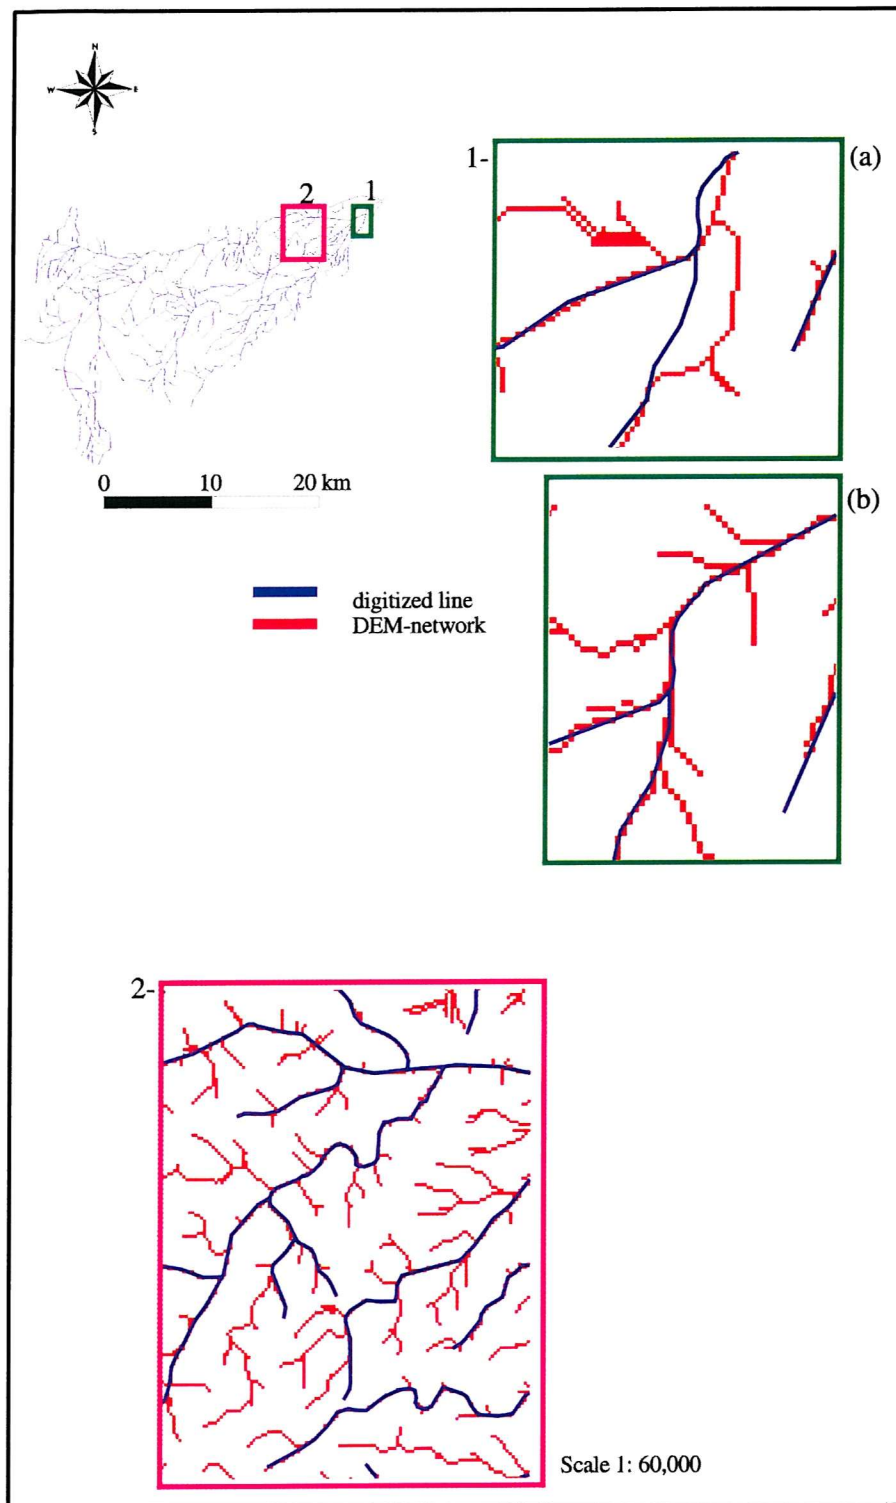 N
W E
S
2 1
0 10 20 km
1- (a)
(b)
digitized line
DEM-network
2-
Scale 1: 60,000